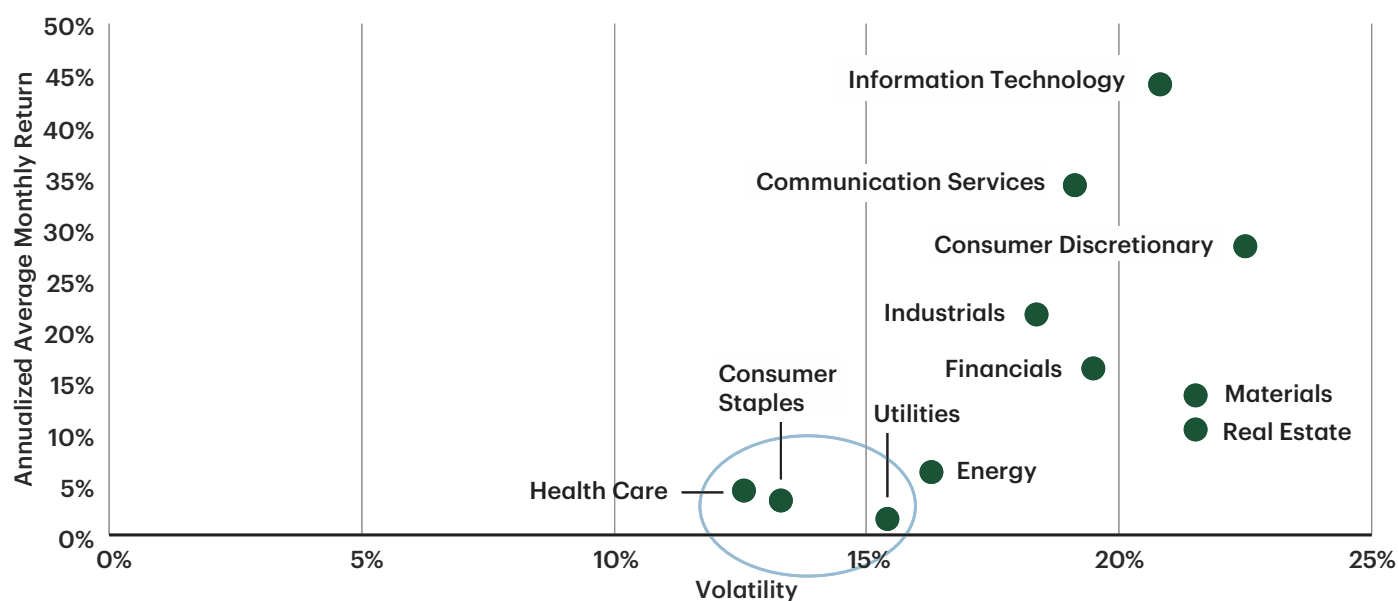 50%
45%
40%
35%
30%
25%
20%
15%
10%
5%
0%
Annualized Average Monthly Return
Information Technology
Communication Services
Consumer Discretionary
Industrials
Financials
Consumer
Staples
Materials
Utilities
Real Estate
Energy
Health Care
0%
5%
10%
15%
20%
25%
Volatility